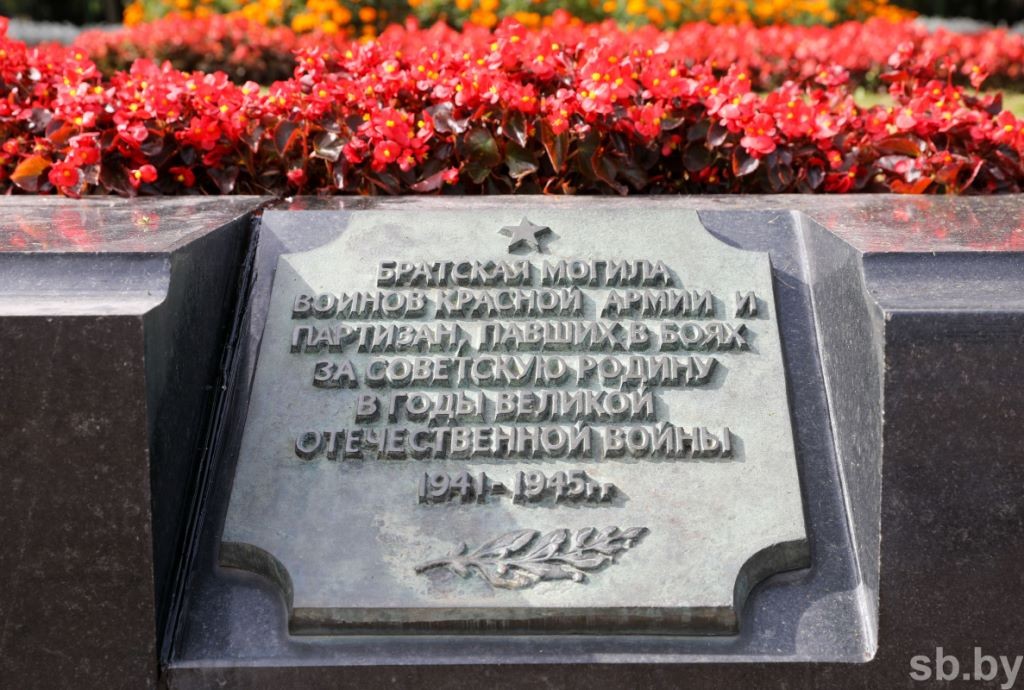 БРАТСКАЯ МОГИЛА
ВОИНОВ КРАСНОЙ АРМИИ И
ПАРТИЗАН, ПАВШИХ В БОЯХ
ЗА СОВЕТСКУЮ РОДИНУ
В ГОДЫ ВЕЛИКОЙ
ОТЕЧЕСТВЕННОЙ ВОЙНЫ
1941-1945гг
sb.by